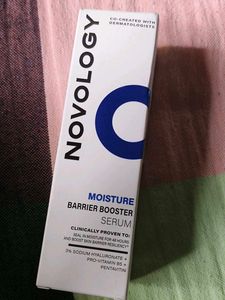 NOVOLOGY
CO-CREATED WITH
DERMATOLOGISTS
MOISTURE
BARRIER BOOSTER
SERUM
CLINICALLY PROVEN TO:
SEAL IN MOISTURE FOR 48 HOURS
AND BOOST SKIN BARRIER RESILIENCY*
2% SODIUM HYALURONATE +
PRO-VITAMIN B5 +
PENTAVITIN